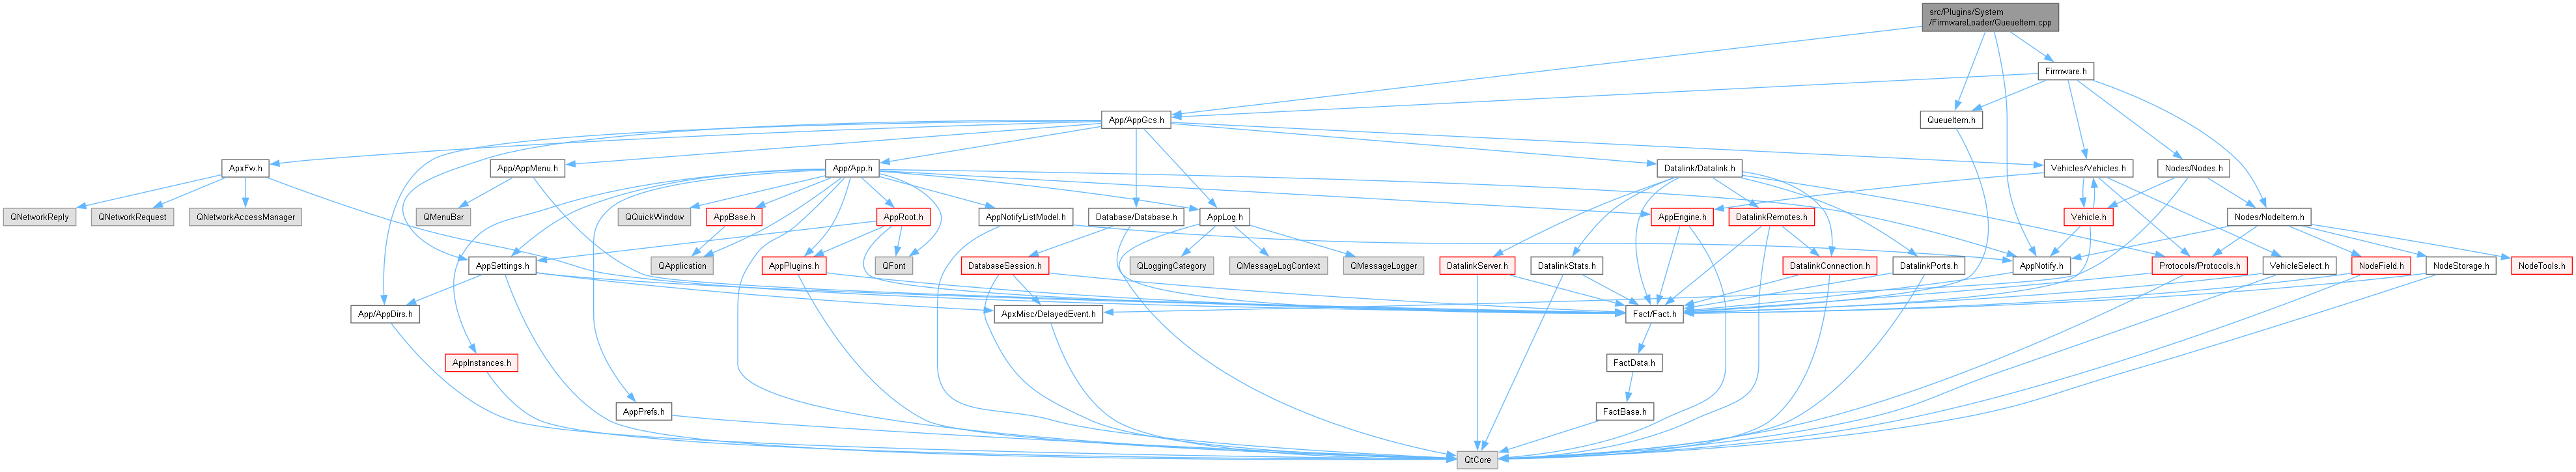 src/Plugins/System
/FirmwareLoader/QueueItem.cpp
Firmware.h
App/AppGcs.h
QueueItem.h
ApxFw.h
App/AppMenu.h
App/App.h
Datalink/Datalink.h
Vehicles/Vehicles.h
Nodes/Nodes.h
QNetworkReply
QNetworkRequest
QNetworkAccessManager
QMenuBar
QQuickWindow
AppBase.h
AppRoot.h
AppNotifyListModel.h
Database/Database.h
AppLog.h
AppEngine.h
DatalinkRemotes.h
Vehicle.h
Nodes/NodeItem.h
AppSettings.h
QApplication
AppPlugins.h
QFont
DatabaseSession.h
QLoggingCategory
QMessageLogContext
QMessageLogger
DatalinkServer.h
DatalinkStats.h
DatalinkConnection.h
DatalinkPorts.h
AppNotify.h
Protocols/Protocols.h
VehicleSelect.h
NodeField.h
NodeStorage.h
NodeTools.h
App/AppDirs.h
ApxMisc/DelayedEvent.h
Fact/Fact.h
AppInstances.h
FactData.h
AppPrefs.h
FactBase.h
QtCore